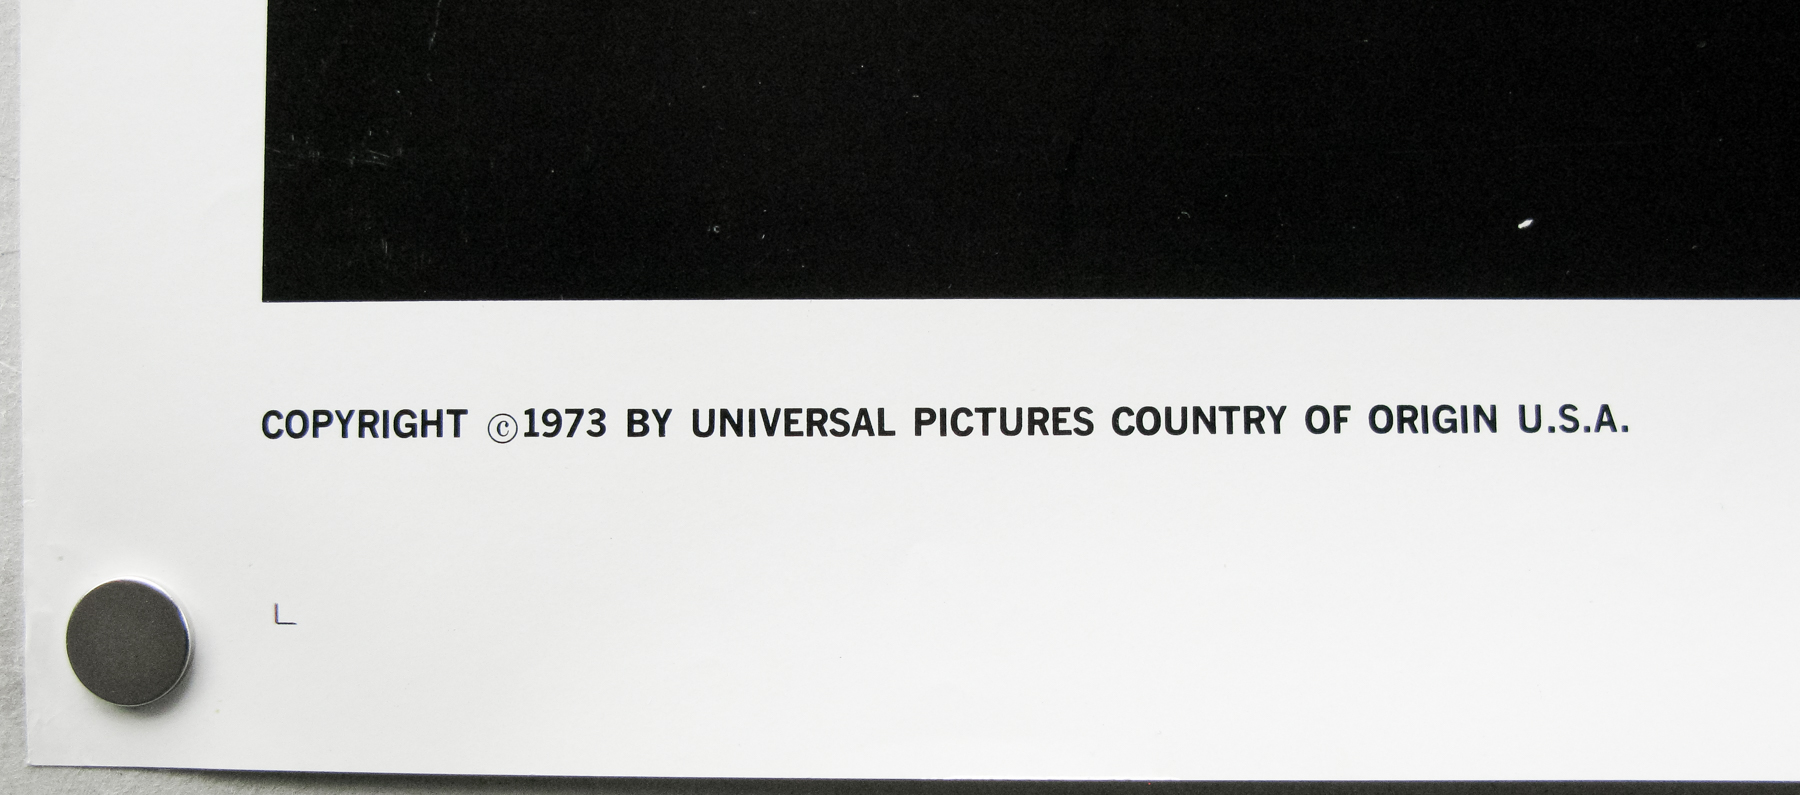 COPYRIGHT ©1973 BY UNIVERSAL PICTURES COUNTRY OF ORIGIN U.S.A.